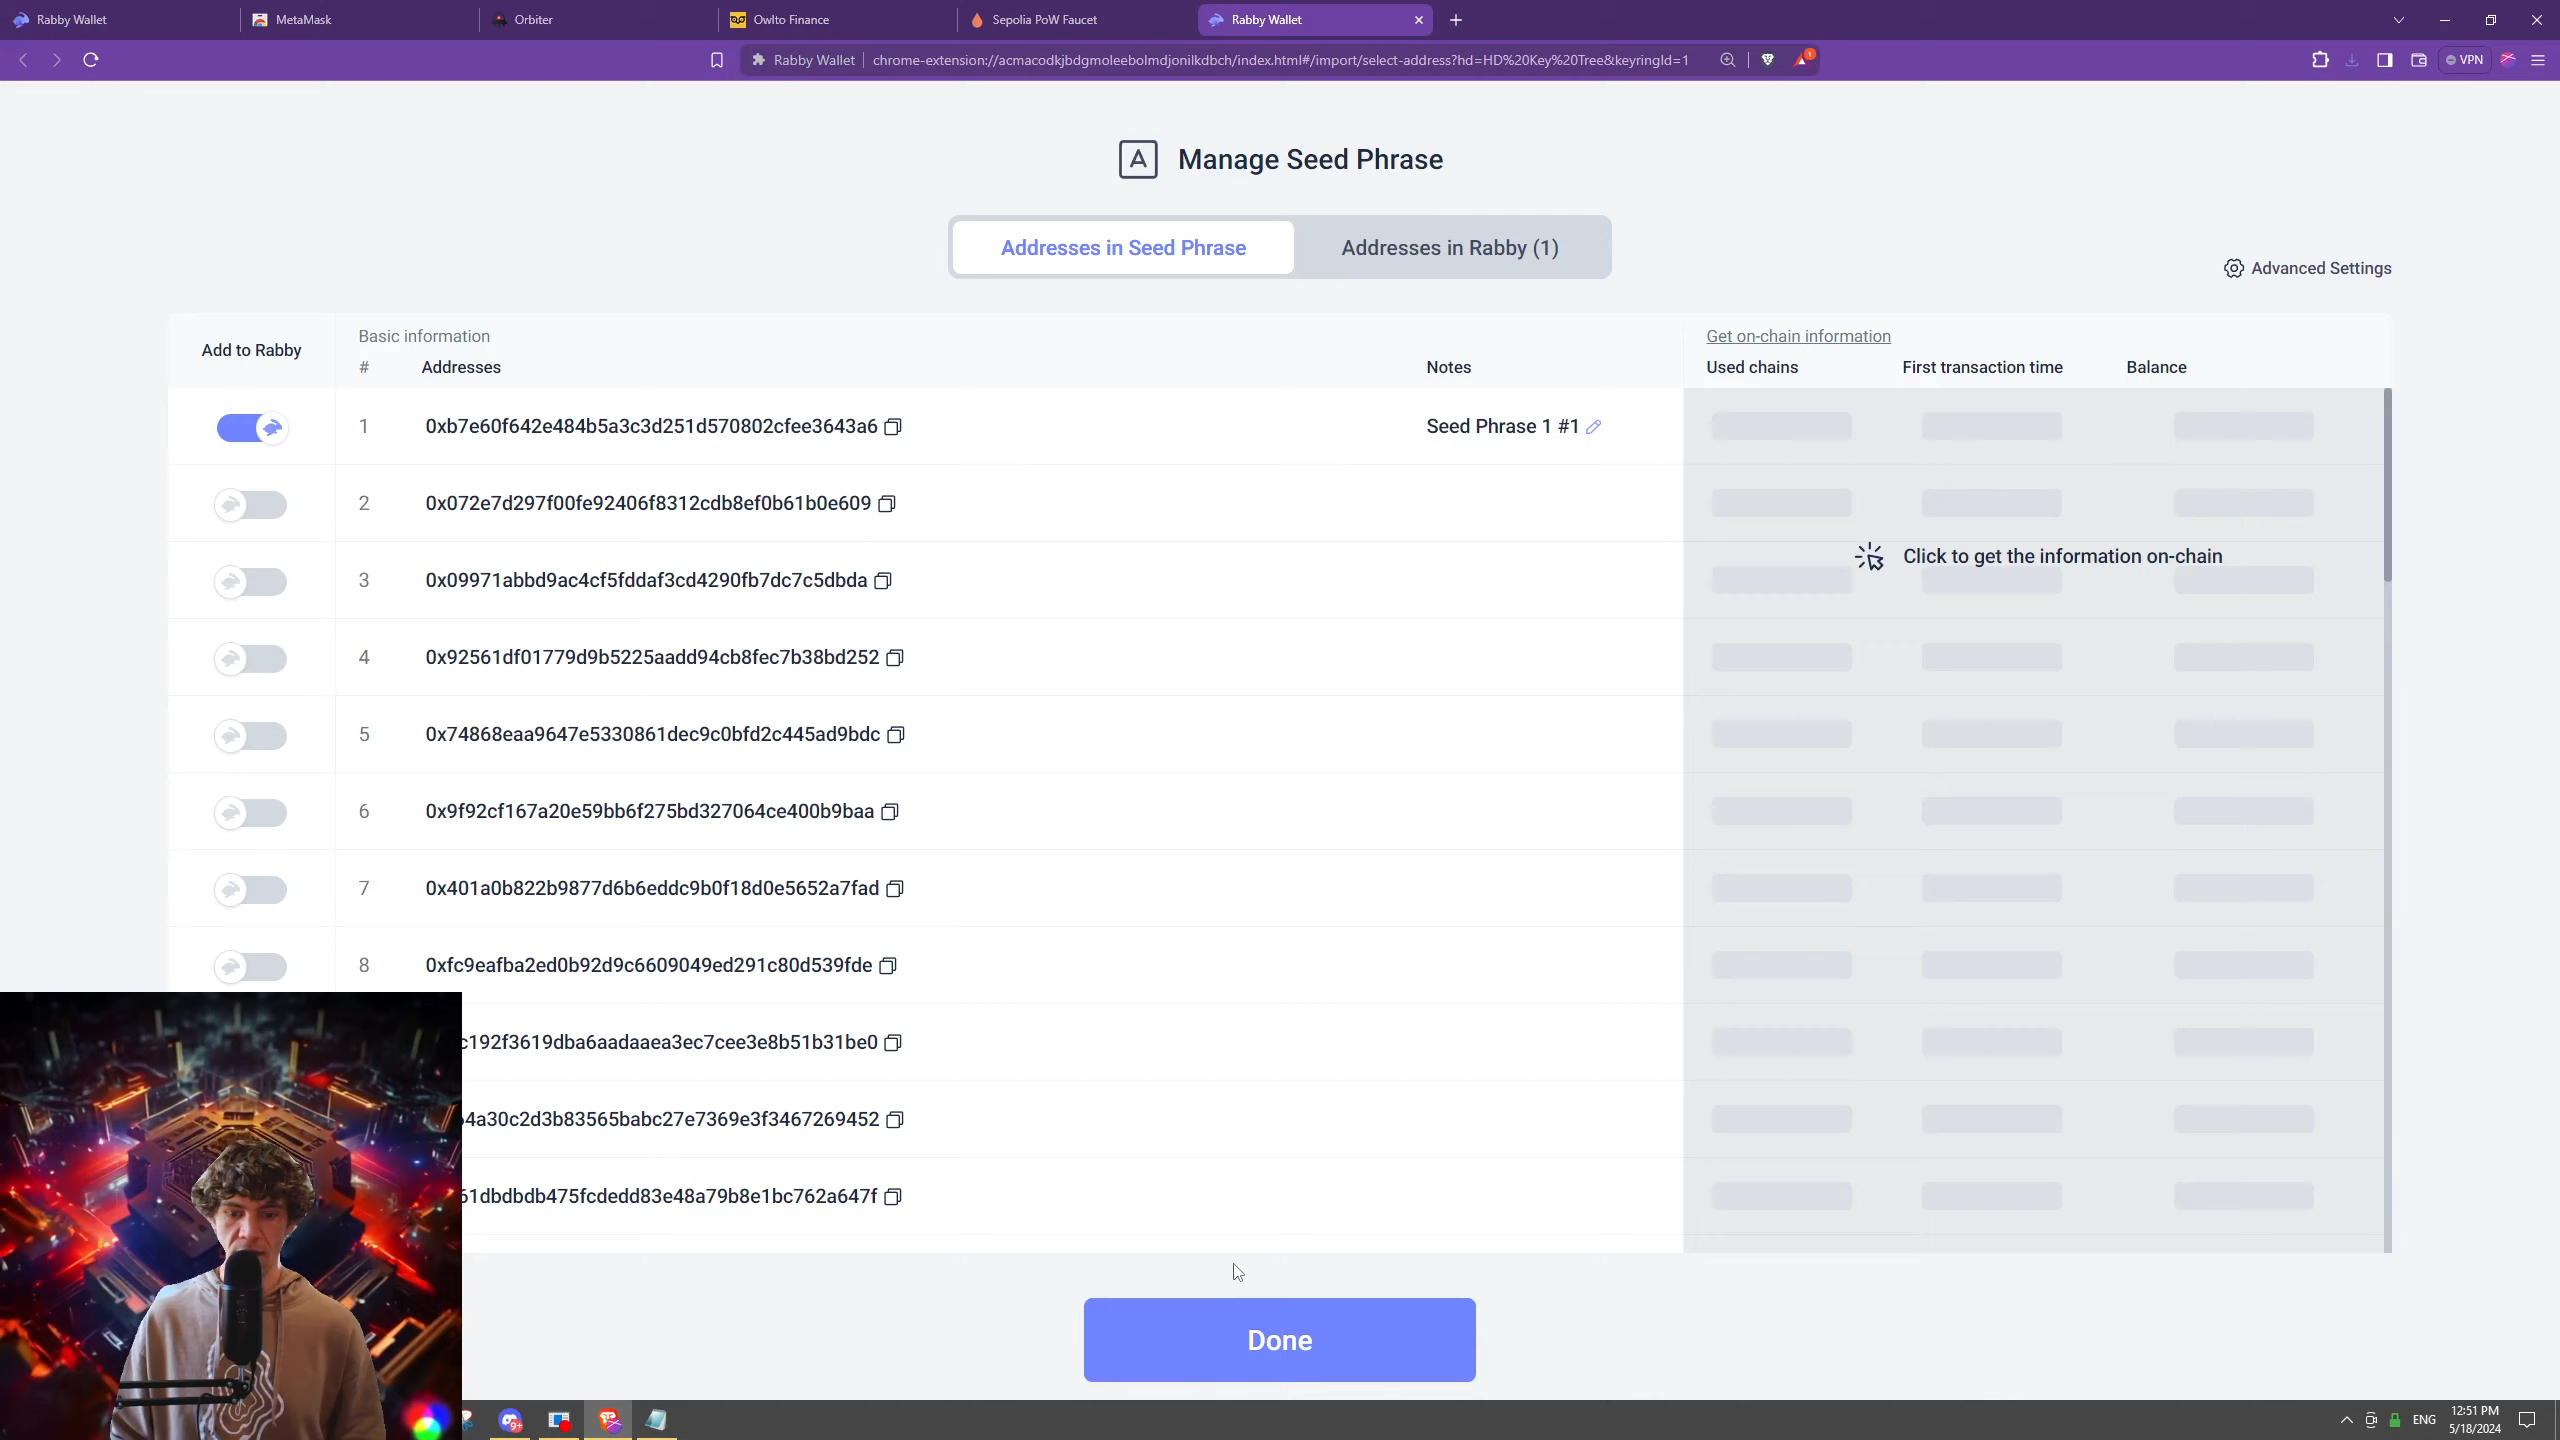 Rabby Wallet
MetaMask
Orbiter
Owlto Finance
Sepolia PoW Faucet
Rabby Wallet
Rabby Wallet
chrome-extension://acmacodkjbdgmoleebolmdjonilkdbch/index.html#/import/select-address?hd=HD%20Key%20Tree&keyringId=1
1
VPN
Manage Seed Phrase
Addresses in Seed Phrase
Addresses in Rabby (1)
Advanced Settings
Add to Rabby
Basic information
Get on-chain information
# Addresses Notes
Used chains First transaction time Balance
1 0xb7e60f642e484b5a3c3d251d570802cfee3643a6 Seed Phrase 1 #1
2 0x072e7d297f00fe92406f8312cdb8ef0b61b0e609
Click to get the information on-chain
3 0x09971abbd9ac4cf5fddaf3cd4290fb7dc7c5dbda
4 0x92561df01779d9b5225aadd94cb8fec7b38bd252
5 0x74868eaa9647e5330861dec9c0bfd2c445ad9bdc
6 0x9f92cf167a20e59bb6f275bd327064ce400b9baa
7 0x401a0b822b9877d6b6eddc9b0f18d0e5652a7fad
8 0xfc9eafba2ed0b92d9c6609049ed291c80d539fde
c192f3619dba6aadaaea3ec7cee3e8b51b31be0
4a30c2d3b83565babc27e7369e3f3467269452
61dbdbdb475fcdedd83e48a79b8e1bc762a647f
Done
9+
ENG
12:51 PM
5/18/2024